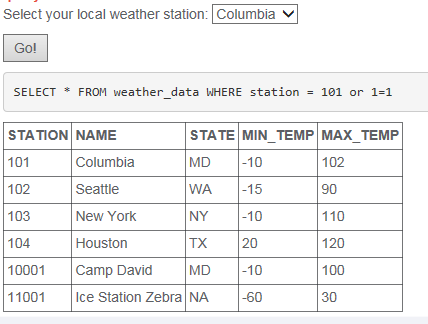 Select your local weather station: Columbia
Go!
SELECT * FROM weather_data WHERE station = 101 or 1=1
STATION NAME STATE MIN_TEMP MAX_TEMP
101 Columbia MD -10 102
102 Seattle WA -15 90
103 New York NY -10 110
104 Houston TX 20 120
10001 Camp David MD -10 100
11001 Ice Station Zebra NA -60 30